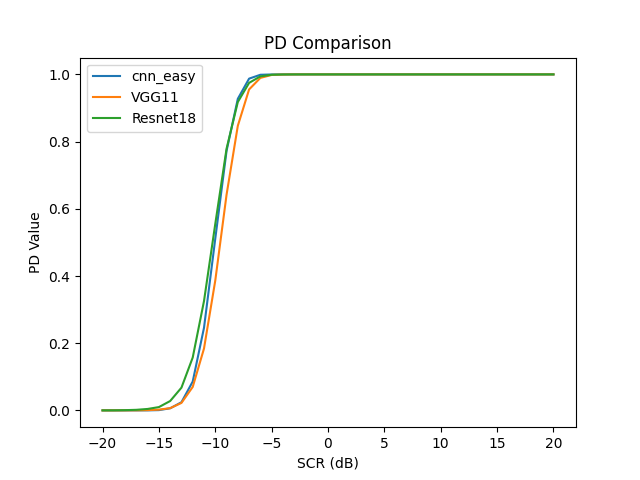 PD Comparison
cnn_easy
VGG11
Resnet18
1.0
0.8
0.6
0.4
0.2
0.0
PD Value
−20 −15 −10 −5 0 5 10 15 20
SCR (dB)